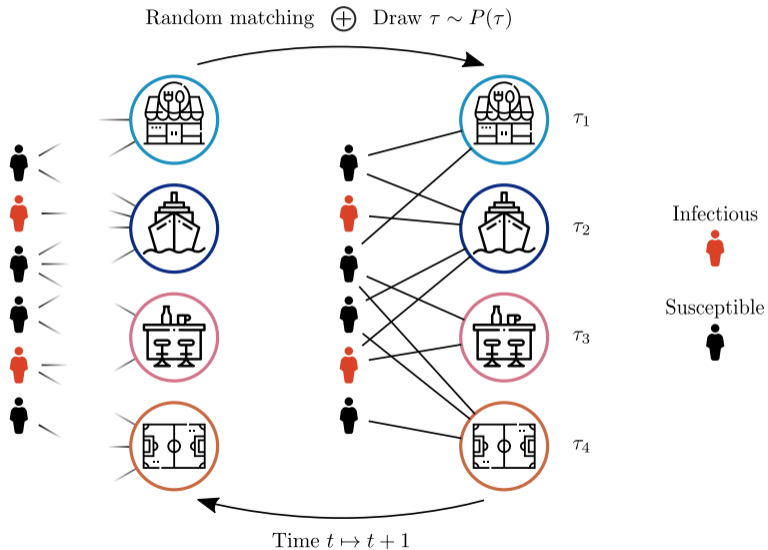 Random matching ⊕ Draw τ ∼ P(τ)
τ₁
τ₂
Infectious
Susceptible
τ₃
τ₄
Time t ↦ t + 1